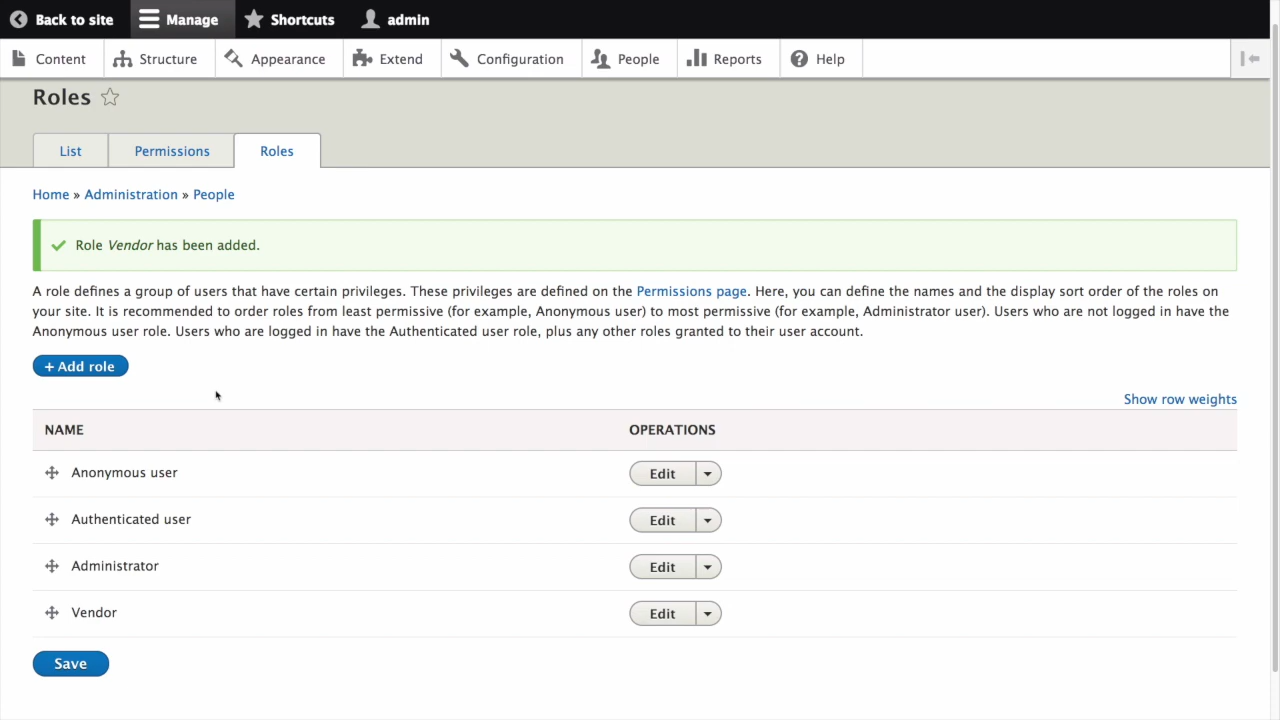 Back to site Manage Shortcuts admin
Content Structure Appearance Extend Configuration People Reports Help
Roles
List Permissions Roles
Home » Administration » People
Role Vendor has been added.
A role defines a group of users that have certain privileges. These privileges are defined on the Permissions page. Here, you can define the names and the display sort order of the roles on
your site. It is recommended to order roles from least permissive (for example, Anonymous user) to most permissive (for example, Administrator user). Users who are not logged in have the
Anonymous user role. Users who are logged in have the Authenticated user role, plus any other roles granted to their user account.
+ Add role
Show row weights
NAME OPERATIONS
Anonymous user Edit
Authenticated user Edit
Administrator Edit
Vendor Edit
Save